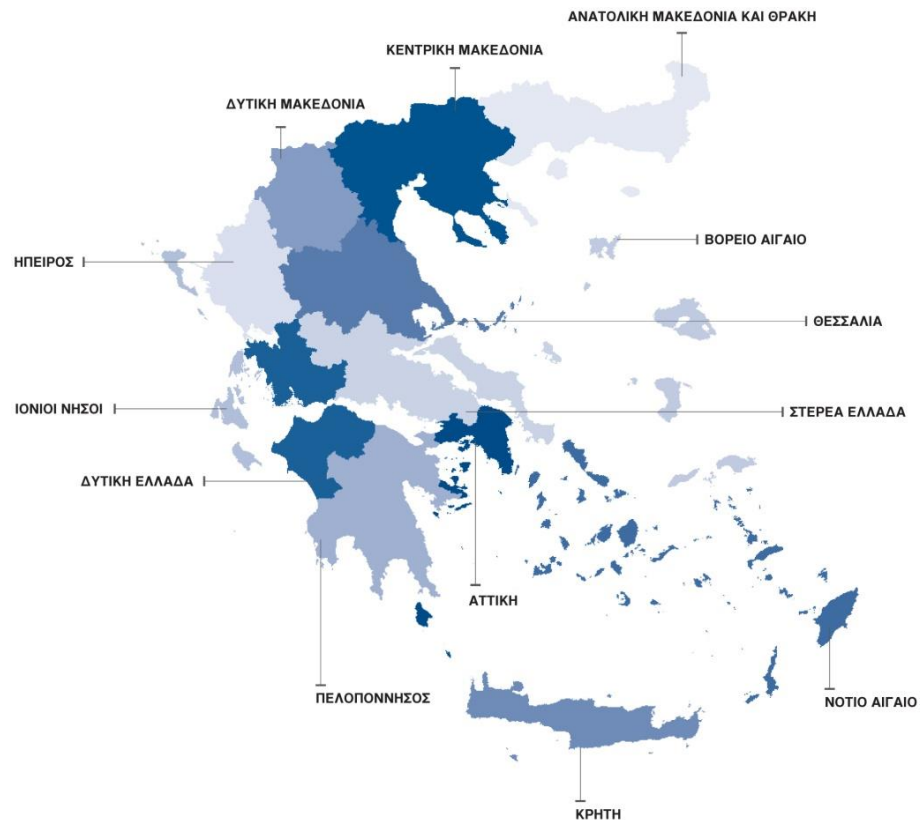 ΑΝΑΤΟΛΙΚΗ ΜΑΚΕΔΟΝΙΑ ΚΑΙ ΘΡΑΚΗ
ΚΕΝΤΡΙΚΗ ΜΑΚΕΔΟΝΙΑ
ΔΥΤΙΚΗ ΜΑΚΕΔΟΝΙΑ
ΒΟΡΕΙΟ ΑΙΓΑΙΟ
ΗΠΕΙΡΟΣ
ΘΕΣΣΑΛΙΑ
ΙΟΝΙΟΙ ΝΗΣΟΙ
ΣΤΕΡΕΑ ΕΛΛΑΔΑ
ΔΥΤΙΚΗ ΕΛΛΑΔΑ
ΑΤΤΙΚΗ
ΠΕΛΟΠΟΝΝΗΣΟΣ
ΝΟΤΙΟ ΑΙΓΑΙΟ
ΚΡΗΤΗ